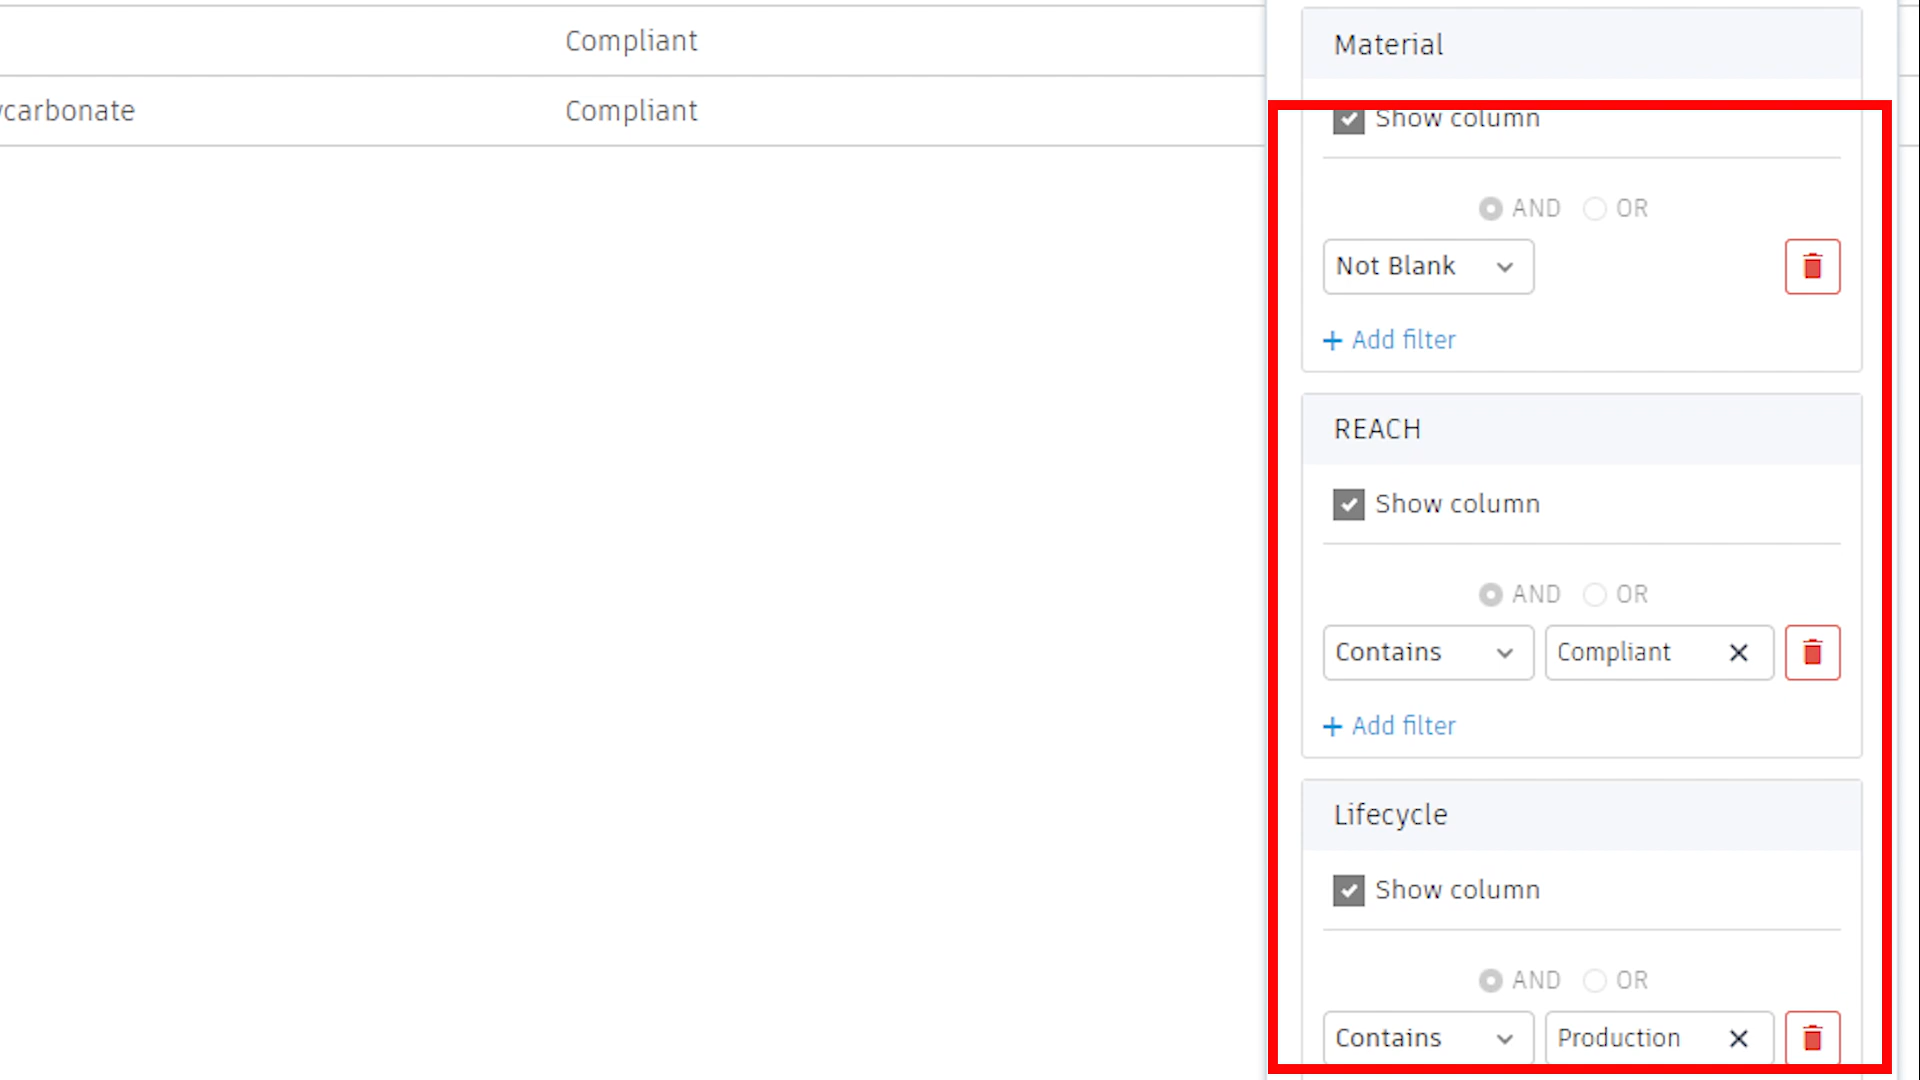 Compliant
carbonate
Compliant
Material
Show column
AND OR
Not Blank
+ Add filter
REACH
Show column
AND OR
Contains Compliant
+ Add filter
Lifecycle
Show column
AND OR
Contains Production